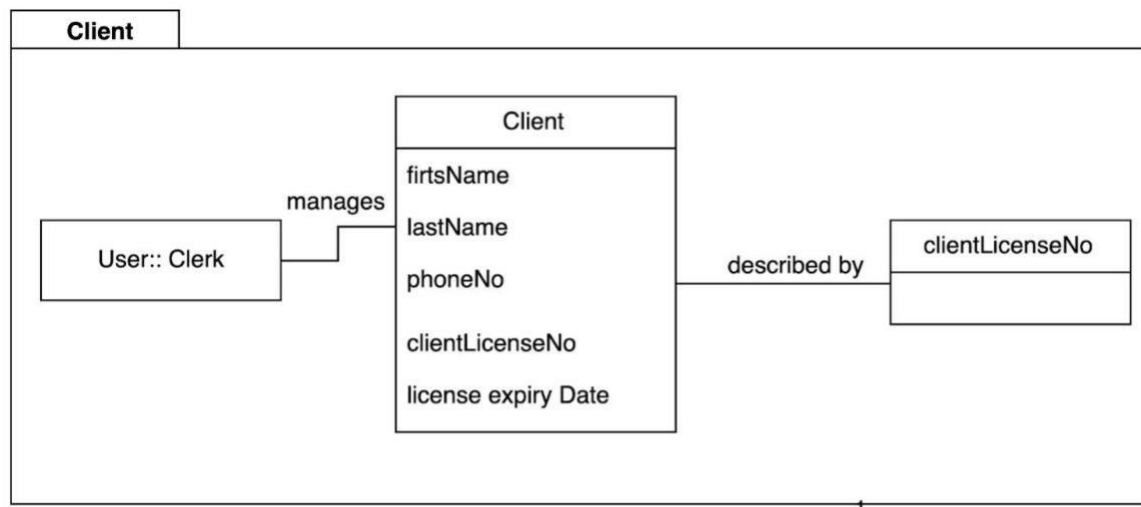 Client
Client
firtsName
manages
lastName
User:: Clerk
clientLicenseNo
described by
phoneNo
clientLicenseNo
license expiry Date